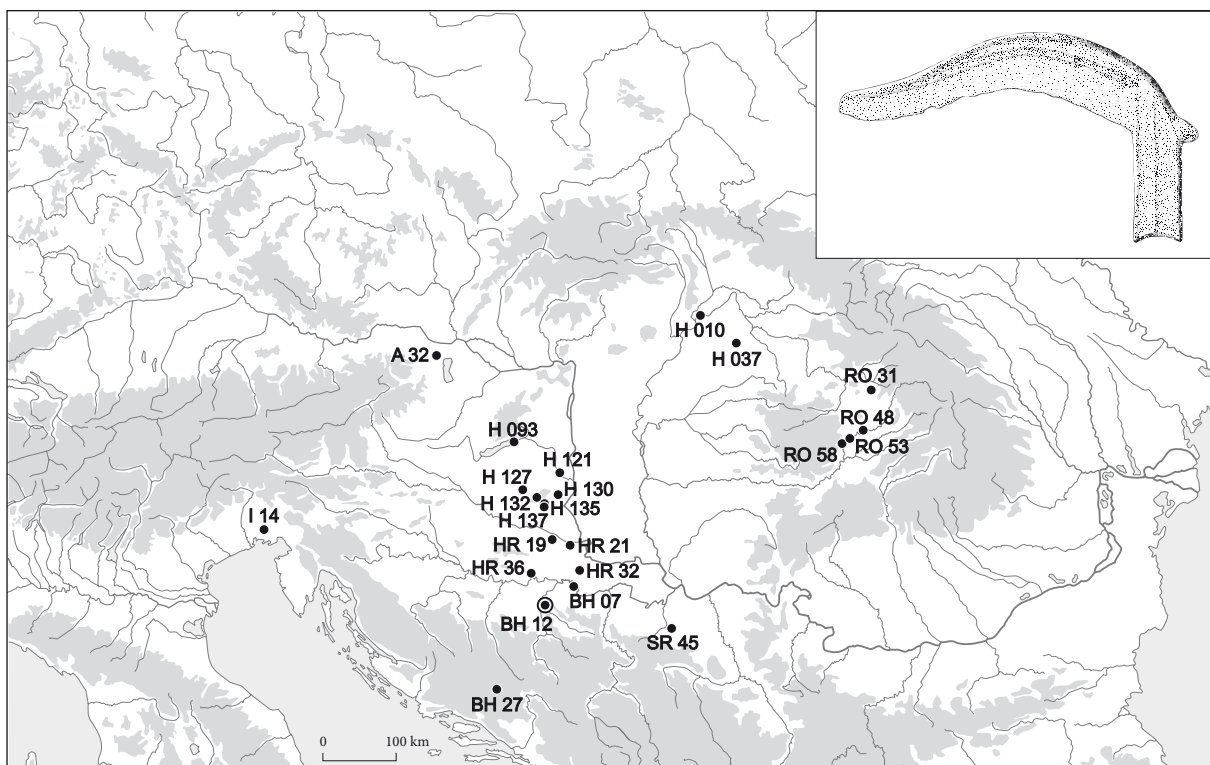 H 010
H 037
A 32
RO 31
RO 48
RO 53
RO 58
H 093
H 121
H 127
H 130
H 132
H 135
H 137
I 14
HR 19
HR 21
HR 36
HR 32
BH 07
BH 12
SR 45
BH 27
0 100 km